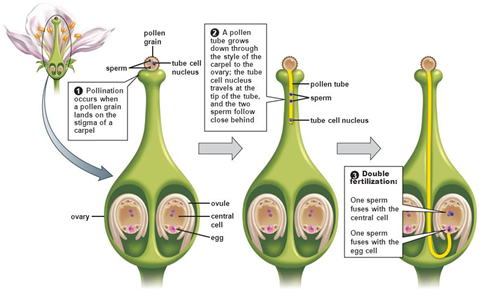 pollen
grain
sperm
tube cell
nucleus
1 Pollination
occurs when
a pollen grain
lands on the
stigma of a
carpel
ovary
ovule
central
cell
egg
2 A pollen
tube grows
down through
the style of the
carpel to the
ovary; the tube
cell nucleus
travels at the
tip of the tube,
and the two
sperm follow
close behind
pollen tube
sperm
tube cell nucleus
3 Double
fertilization:
One sperm
fuses with the
central cell
One sperm
fuses with the
egg cell